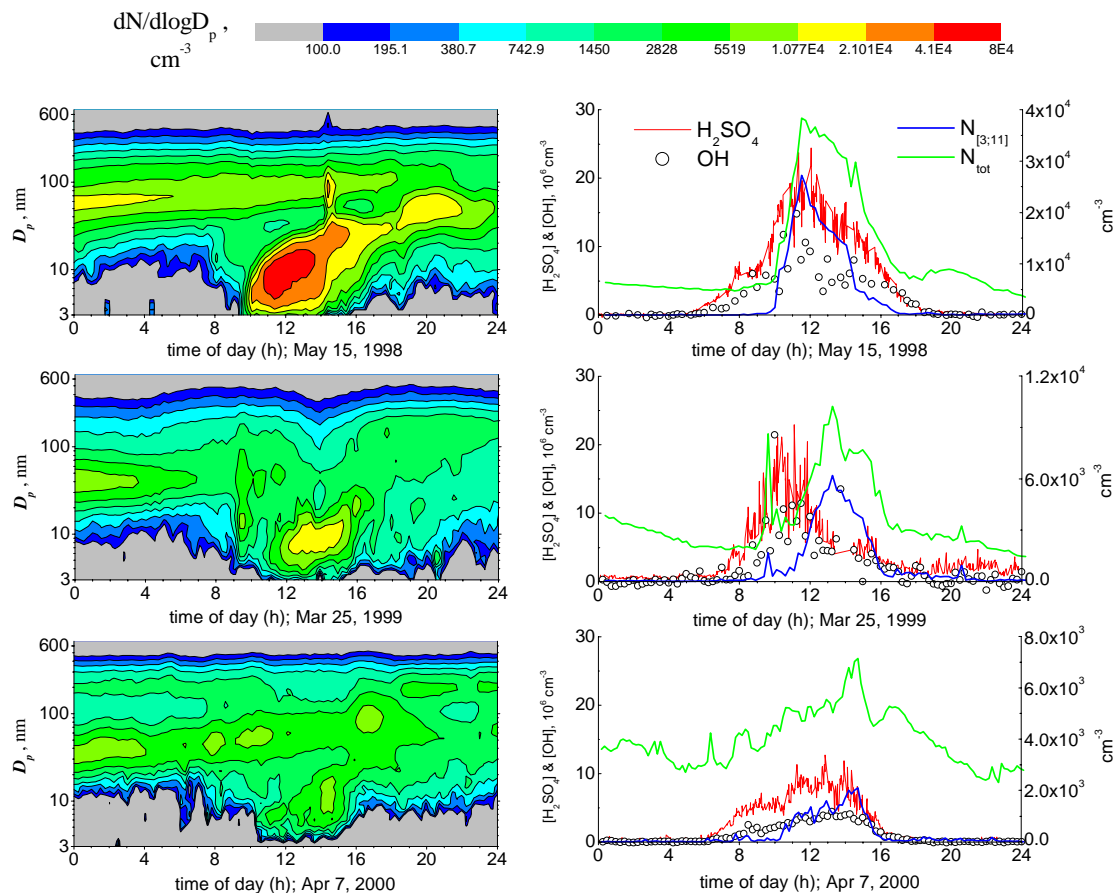 dN/dlogDp ,
cm-3
100.0 195.1 380.7 742.9 1450 2828 5519 1.077E4 2.101E4 4.1E4 8E4
600
100
10
3
Dp , nm
0 4 8 12 16 20 24
time of day (h); May 15, 1998
30
20
10
0
[H2SO4] & [OH], 10^6 cm-3
H2SO4
OH
N[3;11]
Ntot
4x10^4
3x10^4
2x10^4
1x10^4
0
cm-3
0 4 8 12 16 20 24
time of day (h); May 15, 1998
600
100
10
3
Dp , nm
0 4 8 12 16 20 24
time of day (h); Mar 25, 1999
30
20
10
0
[H2SO4] & [OH], 10^6 cm-3
1.2x10^4
6.0x10^3
0.0
cm-3
0 4 8 12 16 20 24
time of day (h); Mar 25, 1999
600
100
10
3
Dp , nm
0 4 8 12 16 20 24
time of day (h); Apr 7, 2000
30
20
10
0
[H2SO4] & [OH], 10^6 cm-3
8.0x10^3
6.0x10^3
4.0x10^3
2.0x10^3
0.0
cm-3
0 4 8 12 16 20 24
time of day (h); Apr 7, 2000